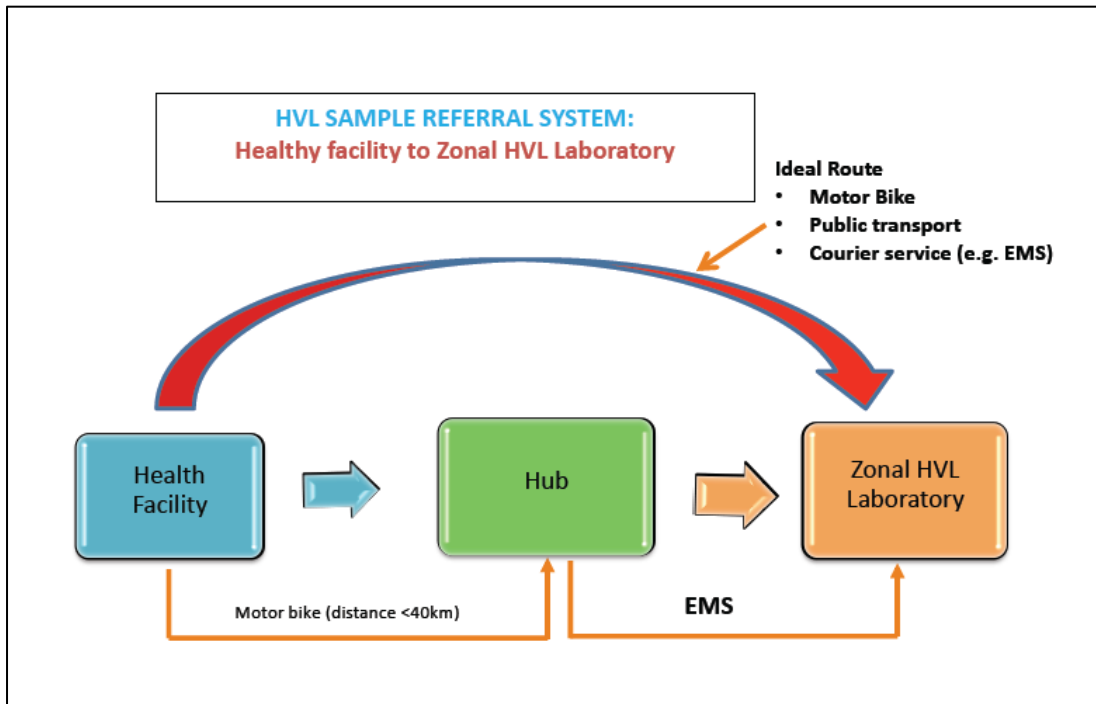 HVL SAMPLE REFERRAL SYSTEM:
Healthy facility to Zonal HVL Laboratory
Ideal Route
• Motor Bike
• Public transport
• Courier service (e.g. EMS)
Health
Facility
Hub
Zonal HVL
Laboratory
Motor bike (distance <40km)
EMS